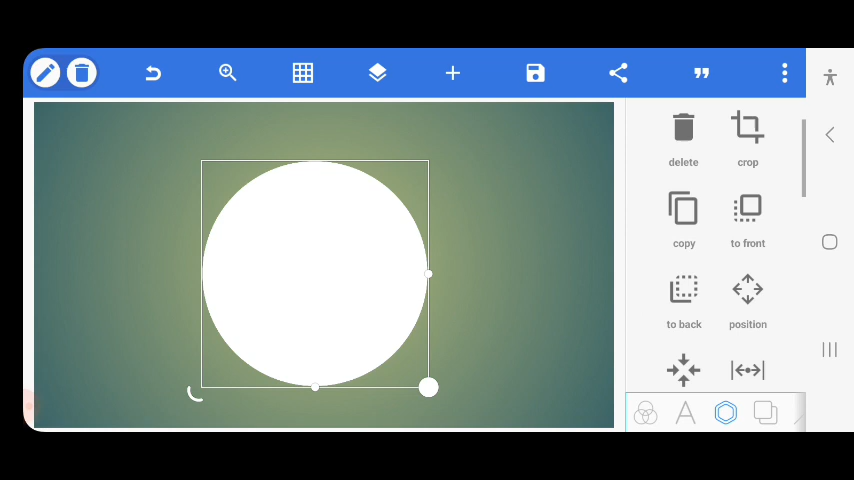 delete
crop
copy
to front
to back
position